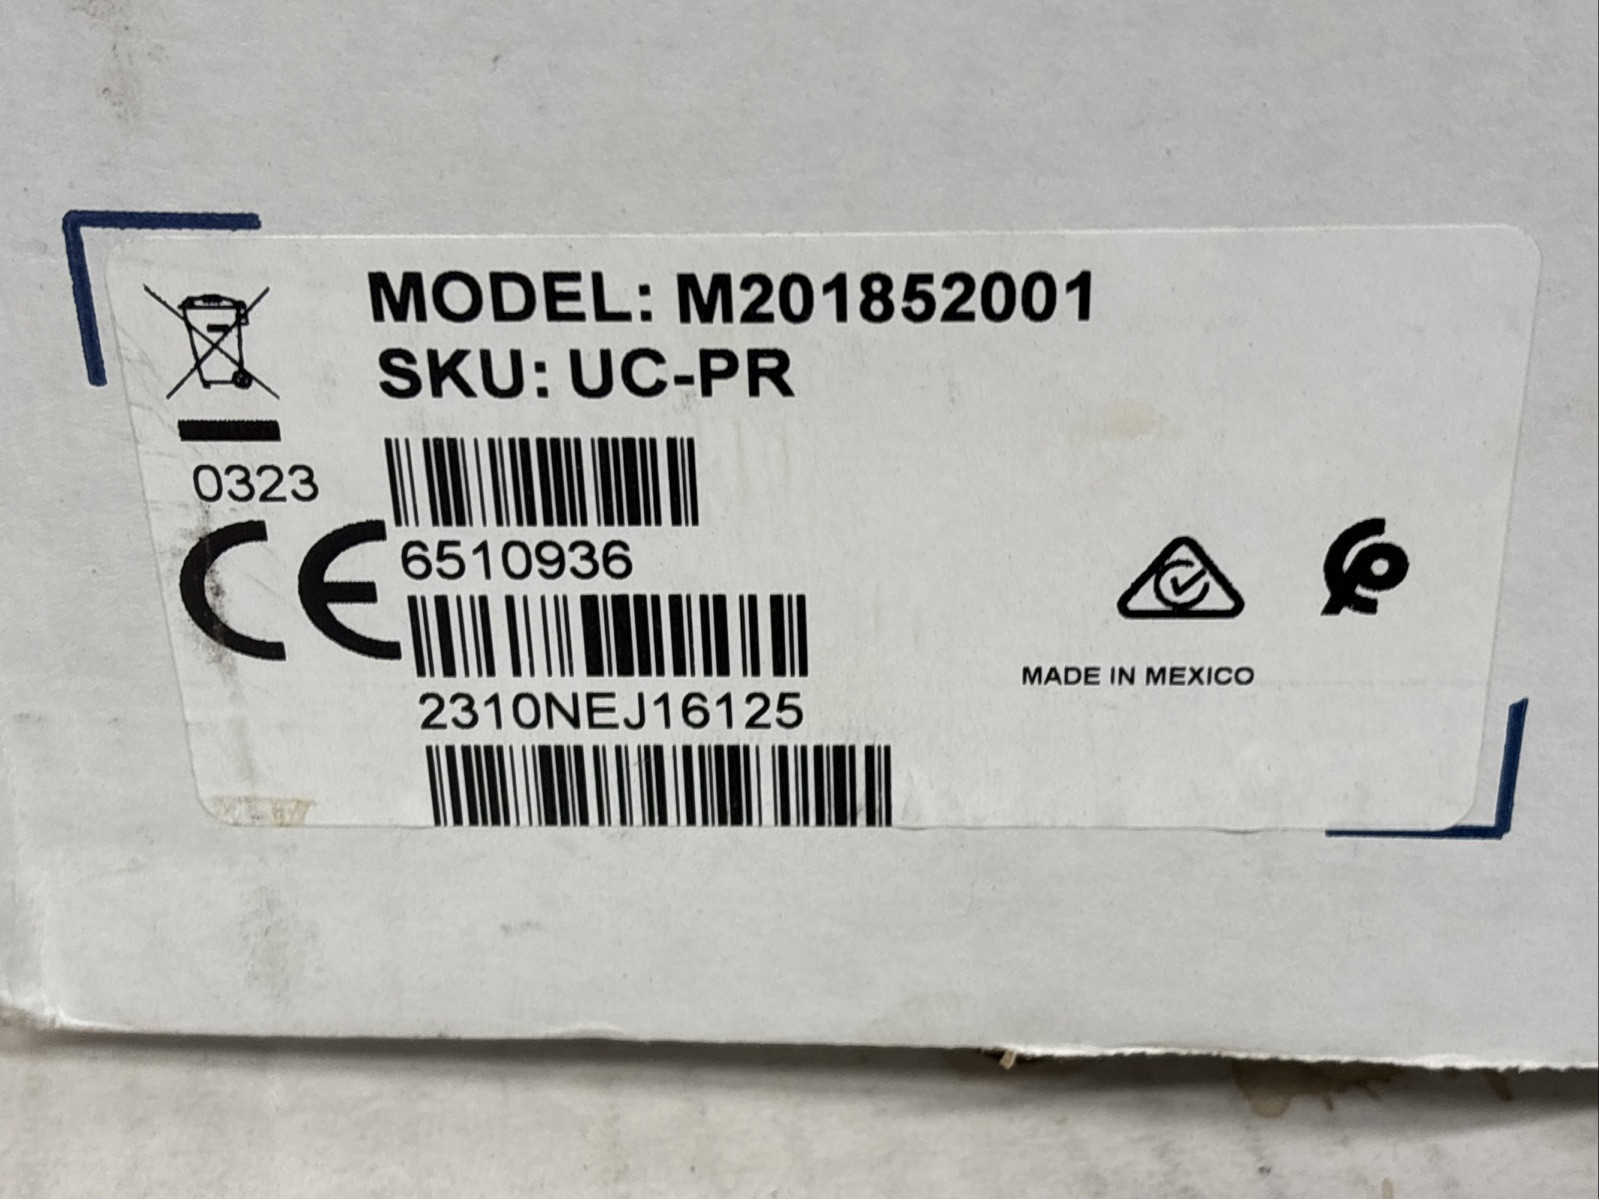 MODEL: M201852001
SKU: UC-PR
0323
6510936
2310NEJ16125
MADE IN MEXICO